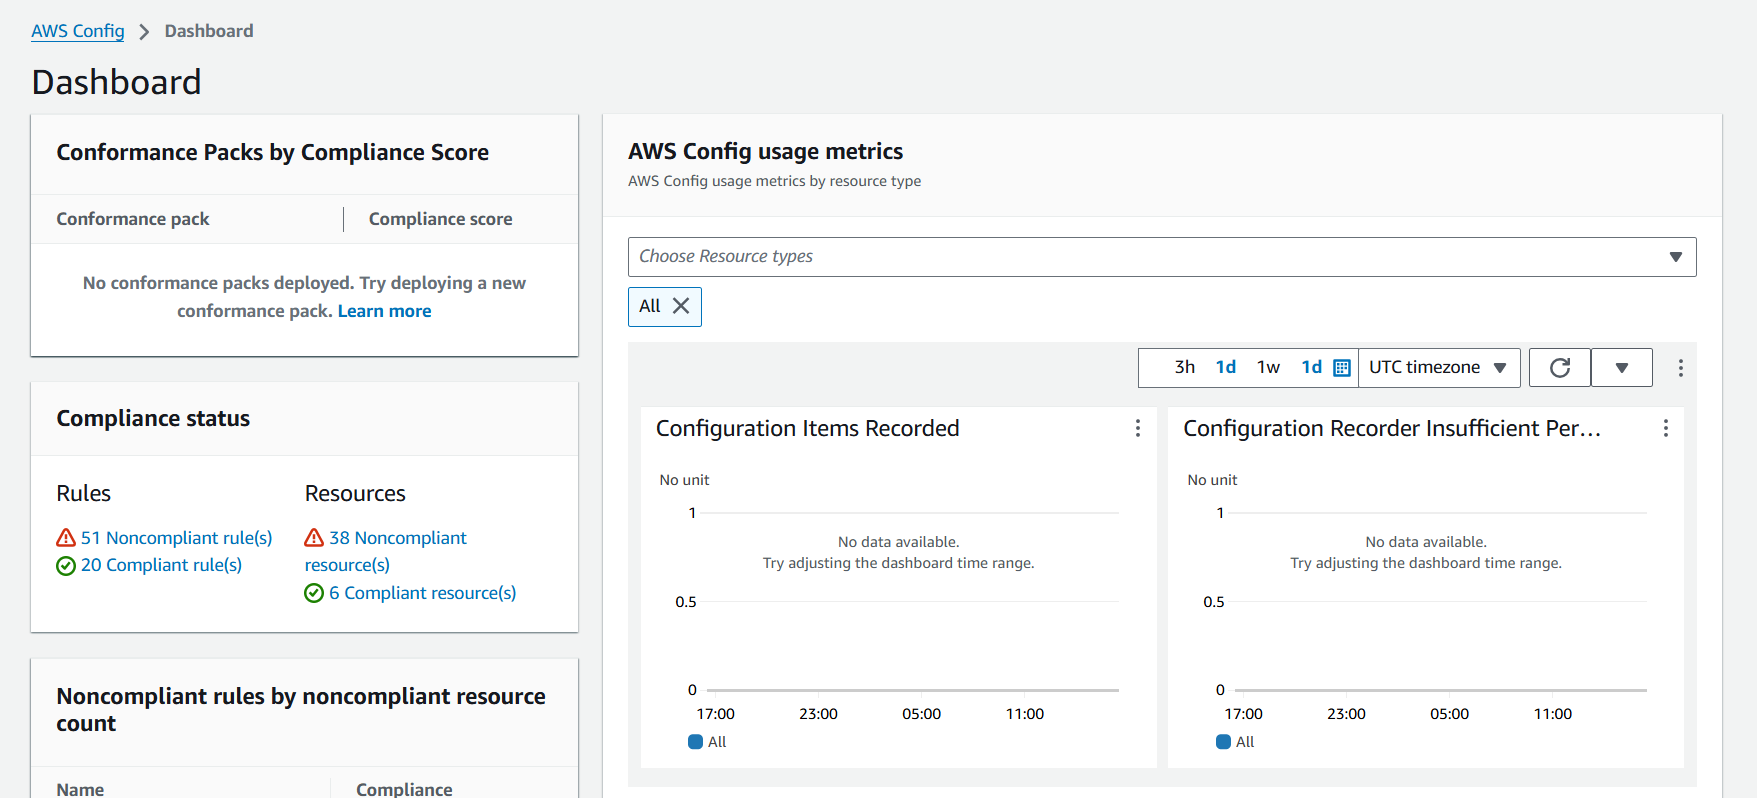 AWS Config > Dashboard
Dashboard
Conformance Packs by Compliance Score
Conformance pack Compliance score
No conformance packs deployed. Try deploying a new
conformance pack. Learn more
Compliance status
Rules Resources
51 Noncompliant rule(s)
20 Compliant rule(s)
38 Noncompliant
resource(s)
6 Compliant resource(s)
Noncompliant rules by noncompliant resource
count
Name Compliance
AWS Config usage metrics
AWS Config usage metrics by resource type
Choose Resource types
All
3h 1d 1w 1d UTC timezone
Configuration Items Recorded
No unit
1
No data available.
Try adjusting the dashboard time range.
0.5
0
17:00 23:00 05:00 11:00
All
Configuration Recorder Insufficient Per...
No unit
1
No data available.
Try adjusting the dashboard time range.
0.5
0
17:00 23:00 05:00 11:00
All